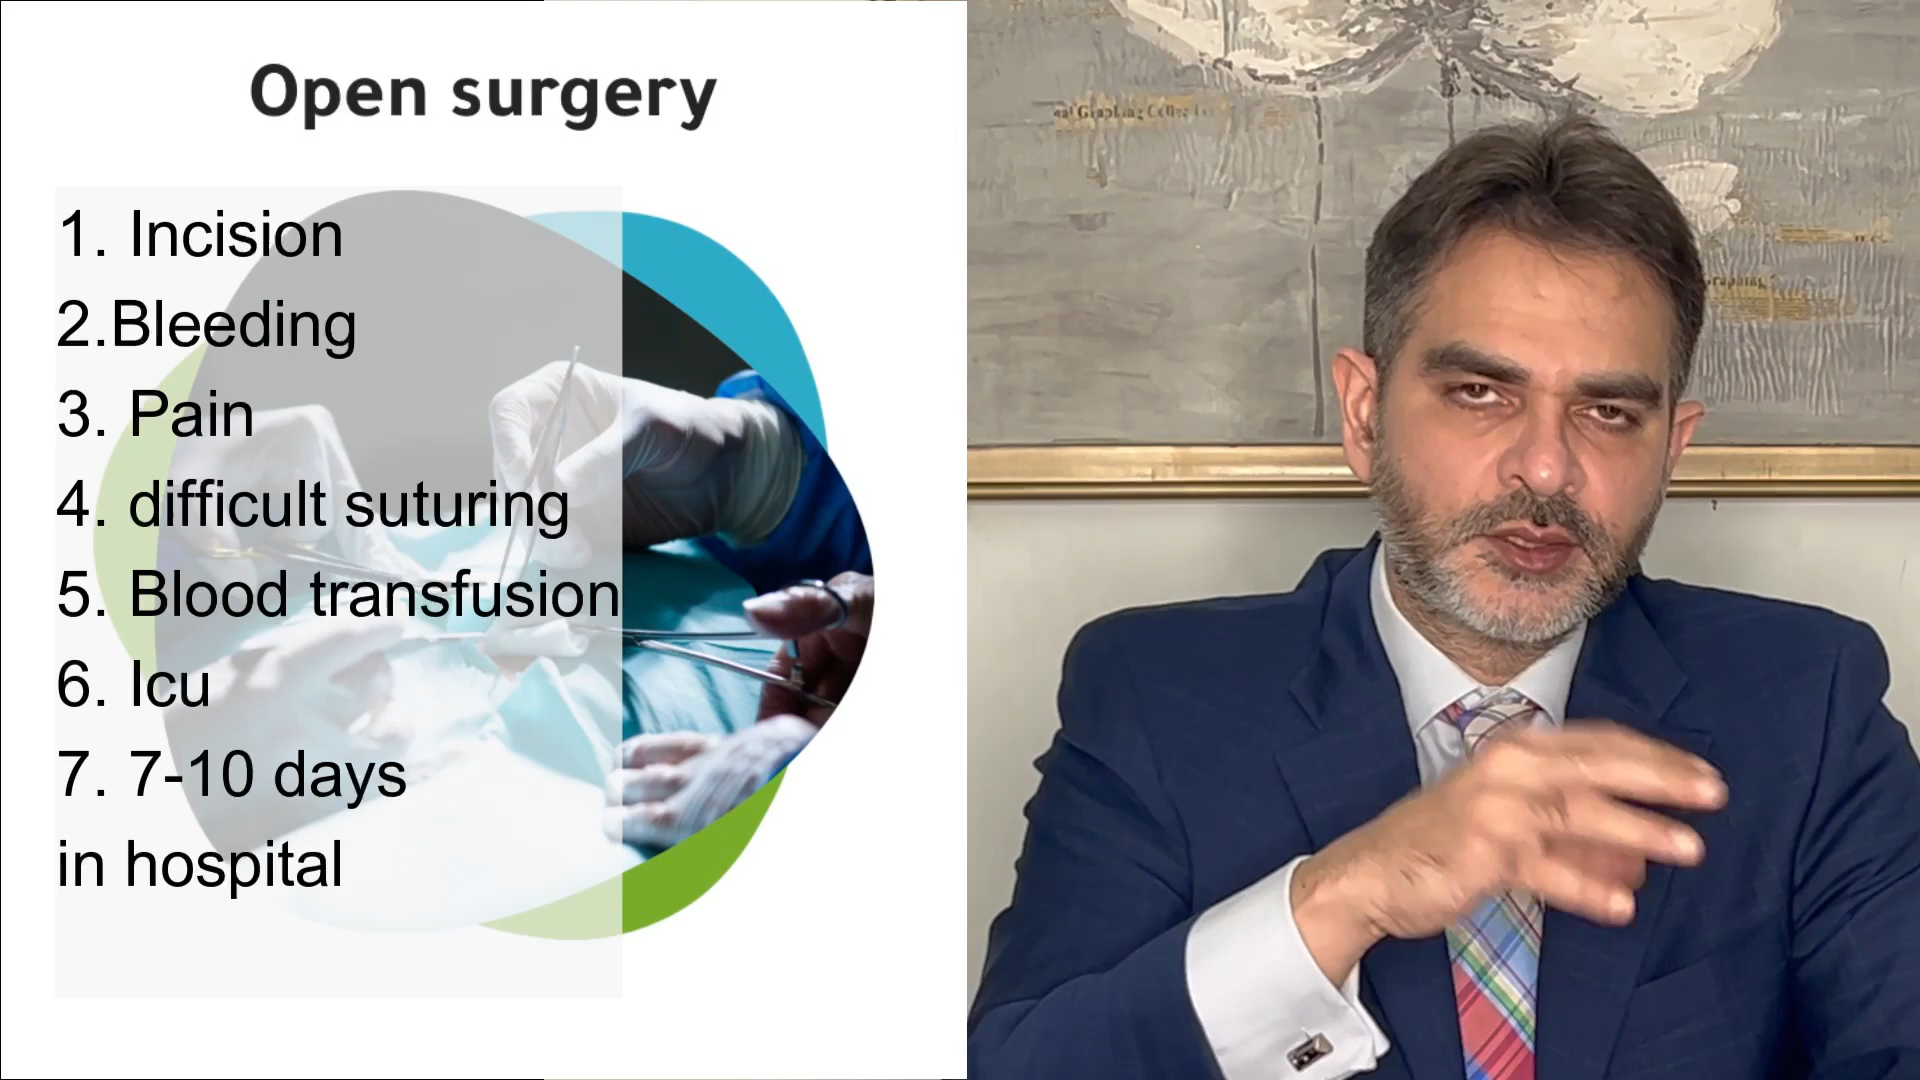 Open surgery
1. Incision
2.Bleeding
3. Pain
4. difficult suturing
5. Blood transfusion
6. Icu
7. 7-10 days
in hospital